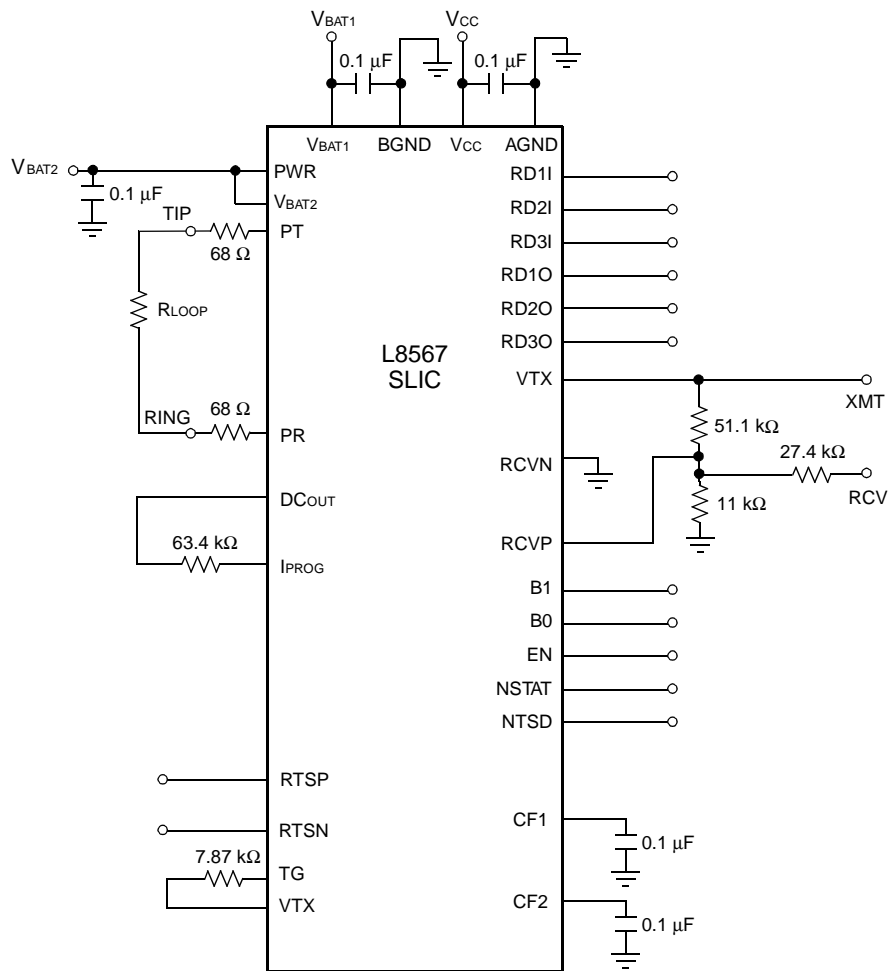 VBAT1
VCC
0.1 μF
0.1 μF
VBAT1
BGND
VCC
AGND
VBAT2
0.1 μF
PWR
VBAT2
TIP
68 Ω
PT
RLOOP
RING
68 Ω
PR
DCOUT
63.4 kΩ
IPROG
RTSP
RTSN
7.87 kΩ
TG
VTX
L8567
SLIC
RD1I
RD2I
RD3I
RD1O
RD2O
RD3O
VTX
XMT
51.1 kΩ
27.4 kΩ
RCV
11 kΩ
RCVN
RCVP
B1
B0
EN
NSTAT
NTSD
CF1
0.1 μF
CF2
0.1 μF